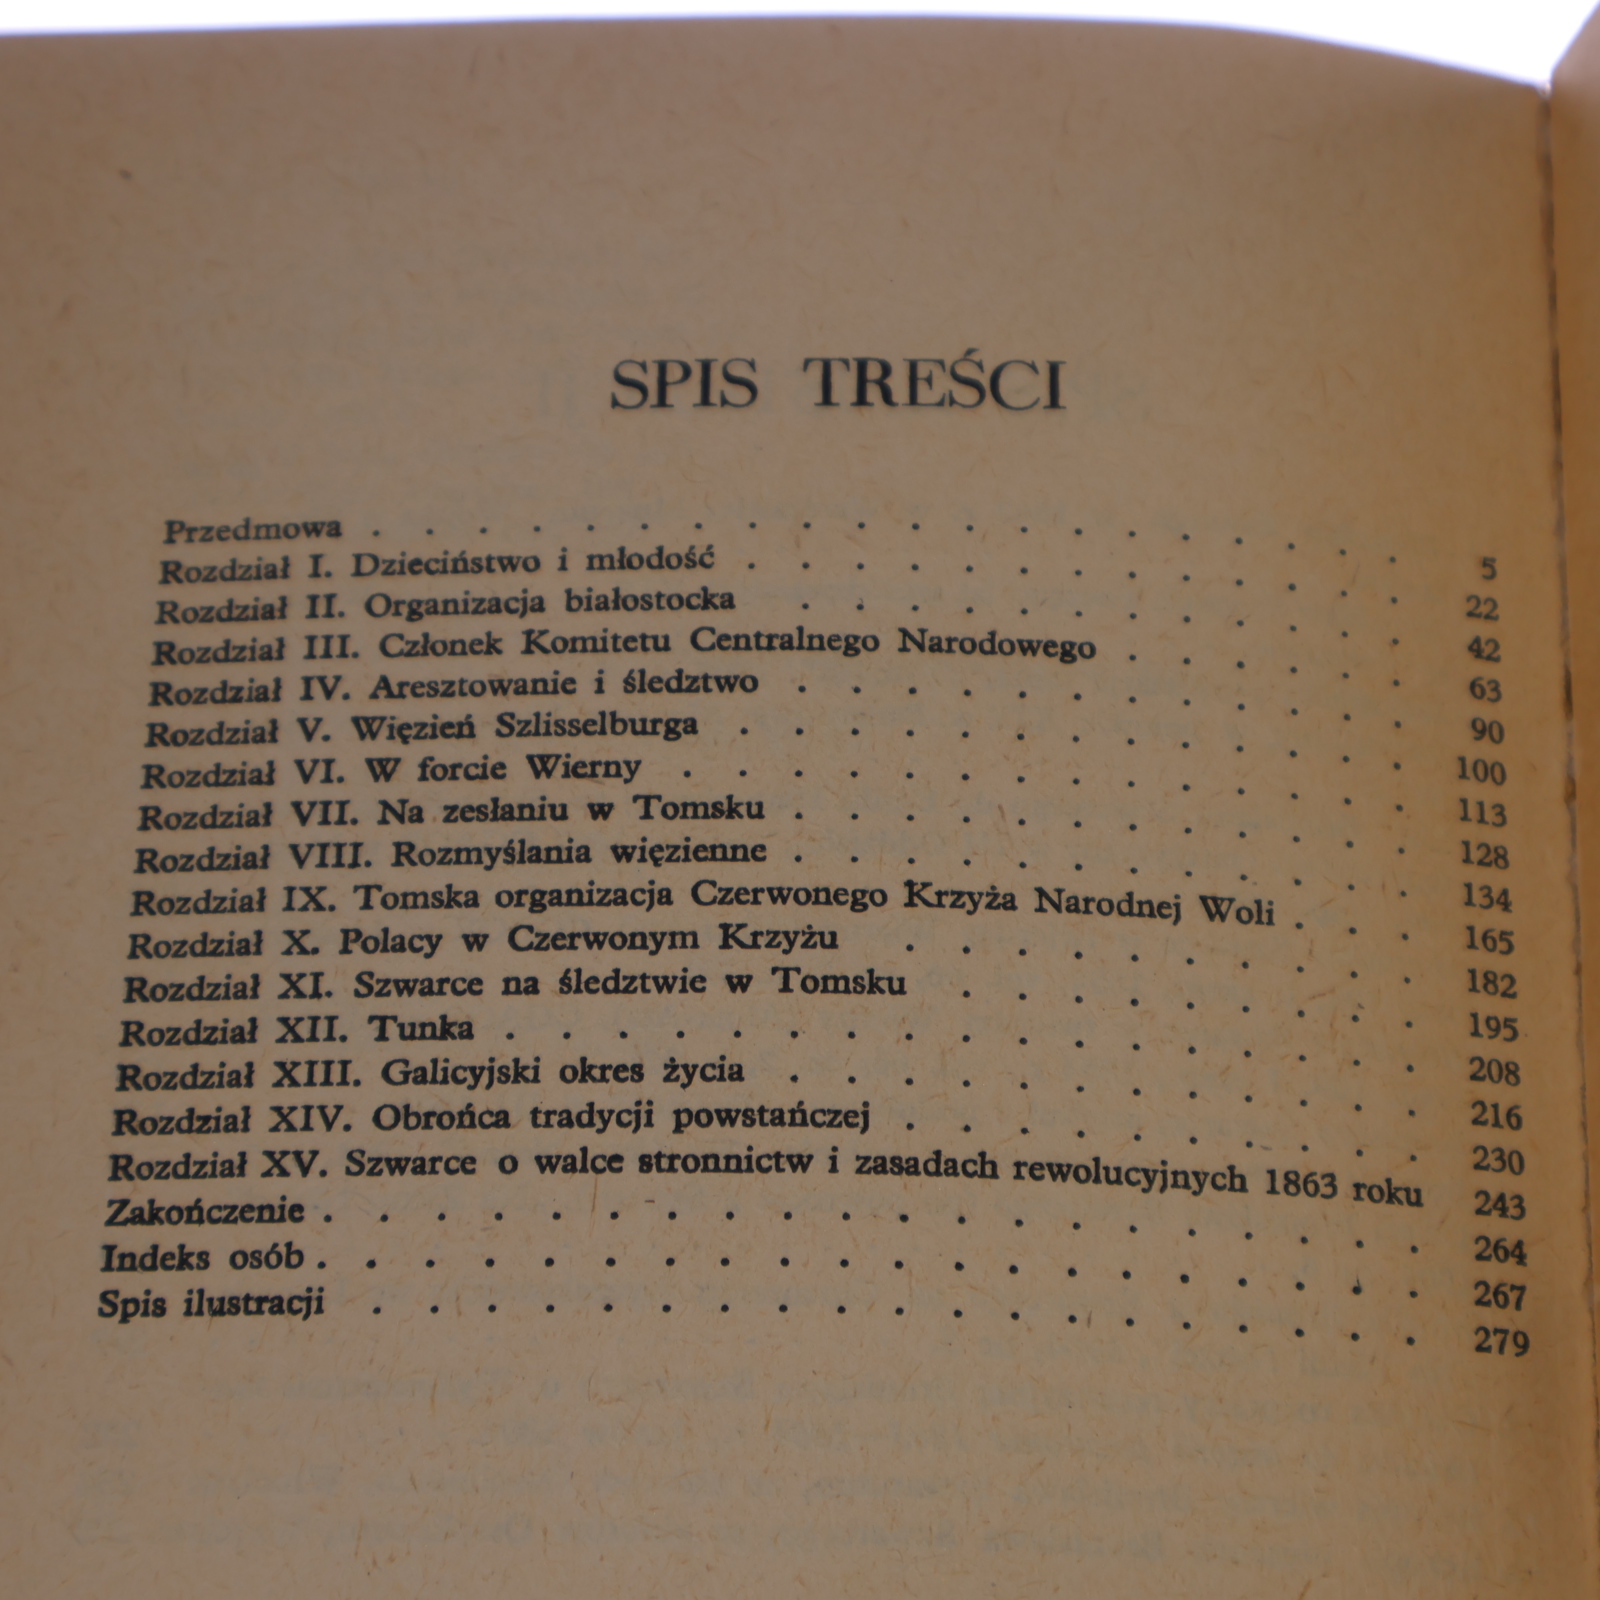 SPIS TREŚCI
Przedmowa . . . . . . . . . . . . . . . . . . . . 5
Rozdział I. Dzieciństwo i młodość . . . . . . . . . . . . . 22
Rozdział II. Organizacja białostocka . . . . . . . . . . . . 42
Rozdział III. Członek Komitetu Centralnego Narodowego . . . . . . 63
Rozdział IV. Aresztowanie i śledztwo . . . . . . . . . . . . 90
Rozdział V. Więzień Szlisselburga . . . . . . . . . . . . . 100
Rozdział VI. W forcie Wierny . . . . . . . . . . . . . . 113
Rozdział VII. Na zesłaniu w Tomsku . . . . . . . . . . . . 128
Rozdział VIII. Rozmyślania więzienne . . . . . . . . . . . . 134
Rozdział IX. Tomska organizacja Czerwonego Krzyża Narodnej Woli . . . 165
Rozdział X. Polacy w Czerwonym Krzyżu . . . . . . . . . . 182
Rozdział XI. Szwarce na śledztwie w Tomsku . . . . . . . . . 195
Rozdział XII. Tunka . . . . . . . . . . . . . . . . . 208
Rozdział XIII. Galicyjski okres życia . . . . . . . . . . . . 216
Rozdział XIV. Obrońca tradycji powstańczej . . . . . . . . . . 230
Rozdział XV. Szwarce o walce stronnictw i zasadach rewolucyjnych 1863 roku 243
Zakończenie . . . . . . . . . . . . . . . . . . . . 264
Indeks osób . . . . . . . . . . . . . . . . . . . . 267
Spis ilustracji . . . . . . . . . . . . . . . . . . . 279